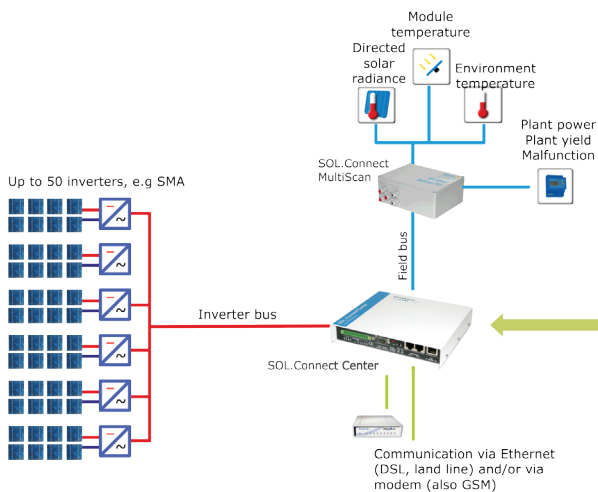 Module
temperature
Directed
solar
radiance
Environment
temperature
Plant power
Plant yield
Malfunction
SOL.Connect
MultiScan
Up to 50 inverters, e.g SMA
Field bus
Inverter bus
SOL.Connect Center
Communication via Ethernet
(DSL, land line) and/or via
modem (also GSM)